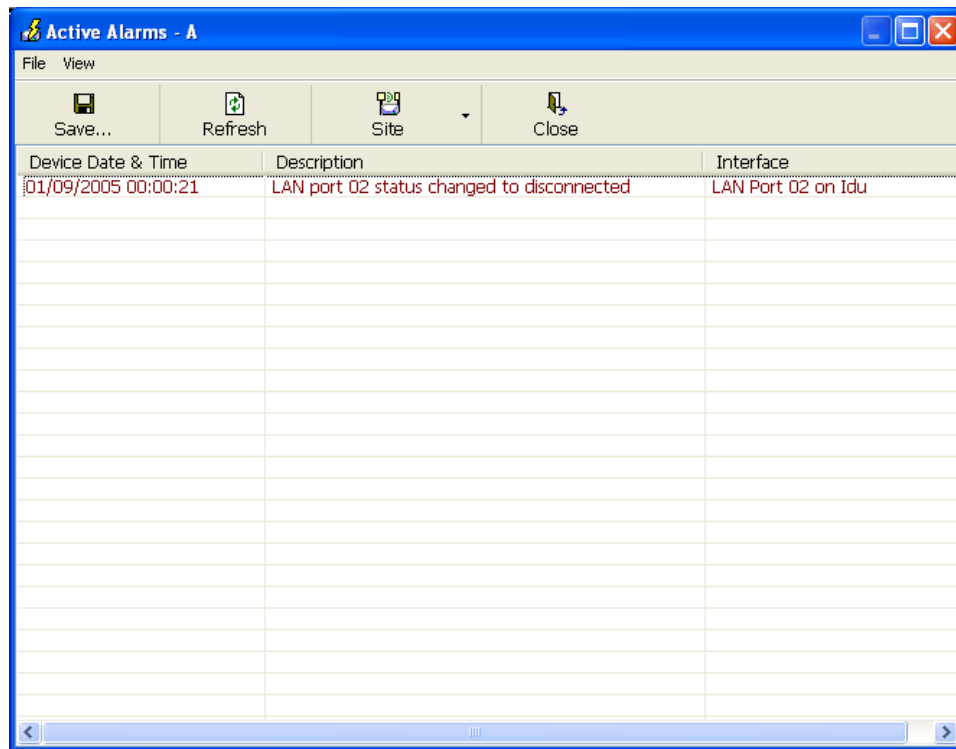 Active Alarms - A
File View
Save... Refresh Site Close
Device Date & Time Description Interface
01/09/2005 00:00:21 LAN port 02 status changed to disconnected LAN Port 02 on Idu